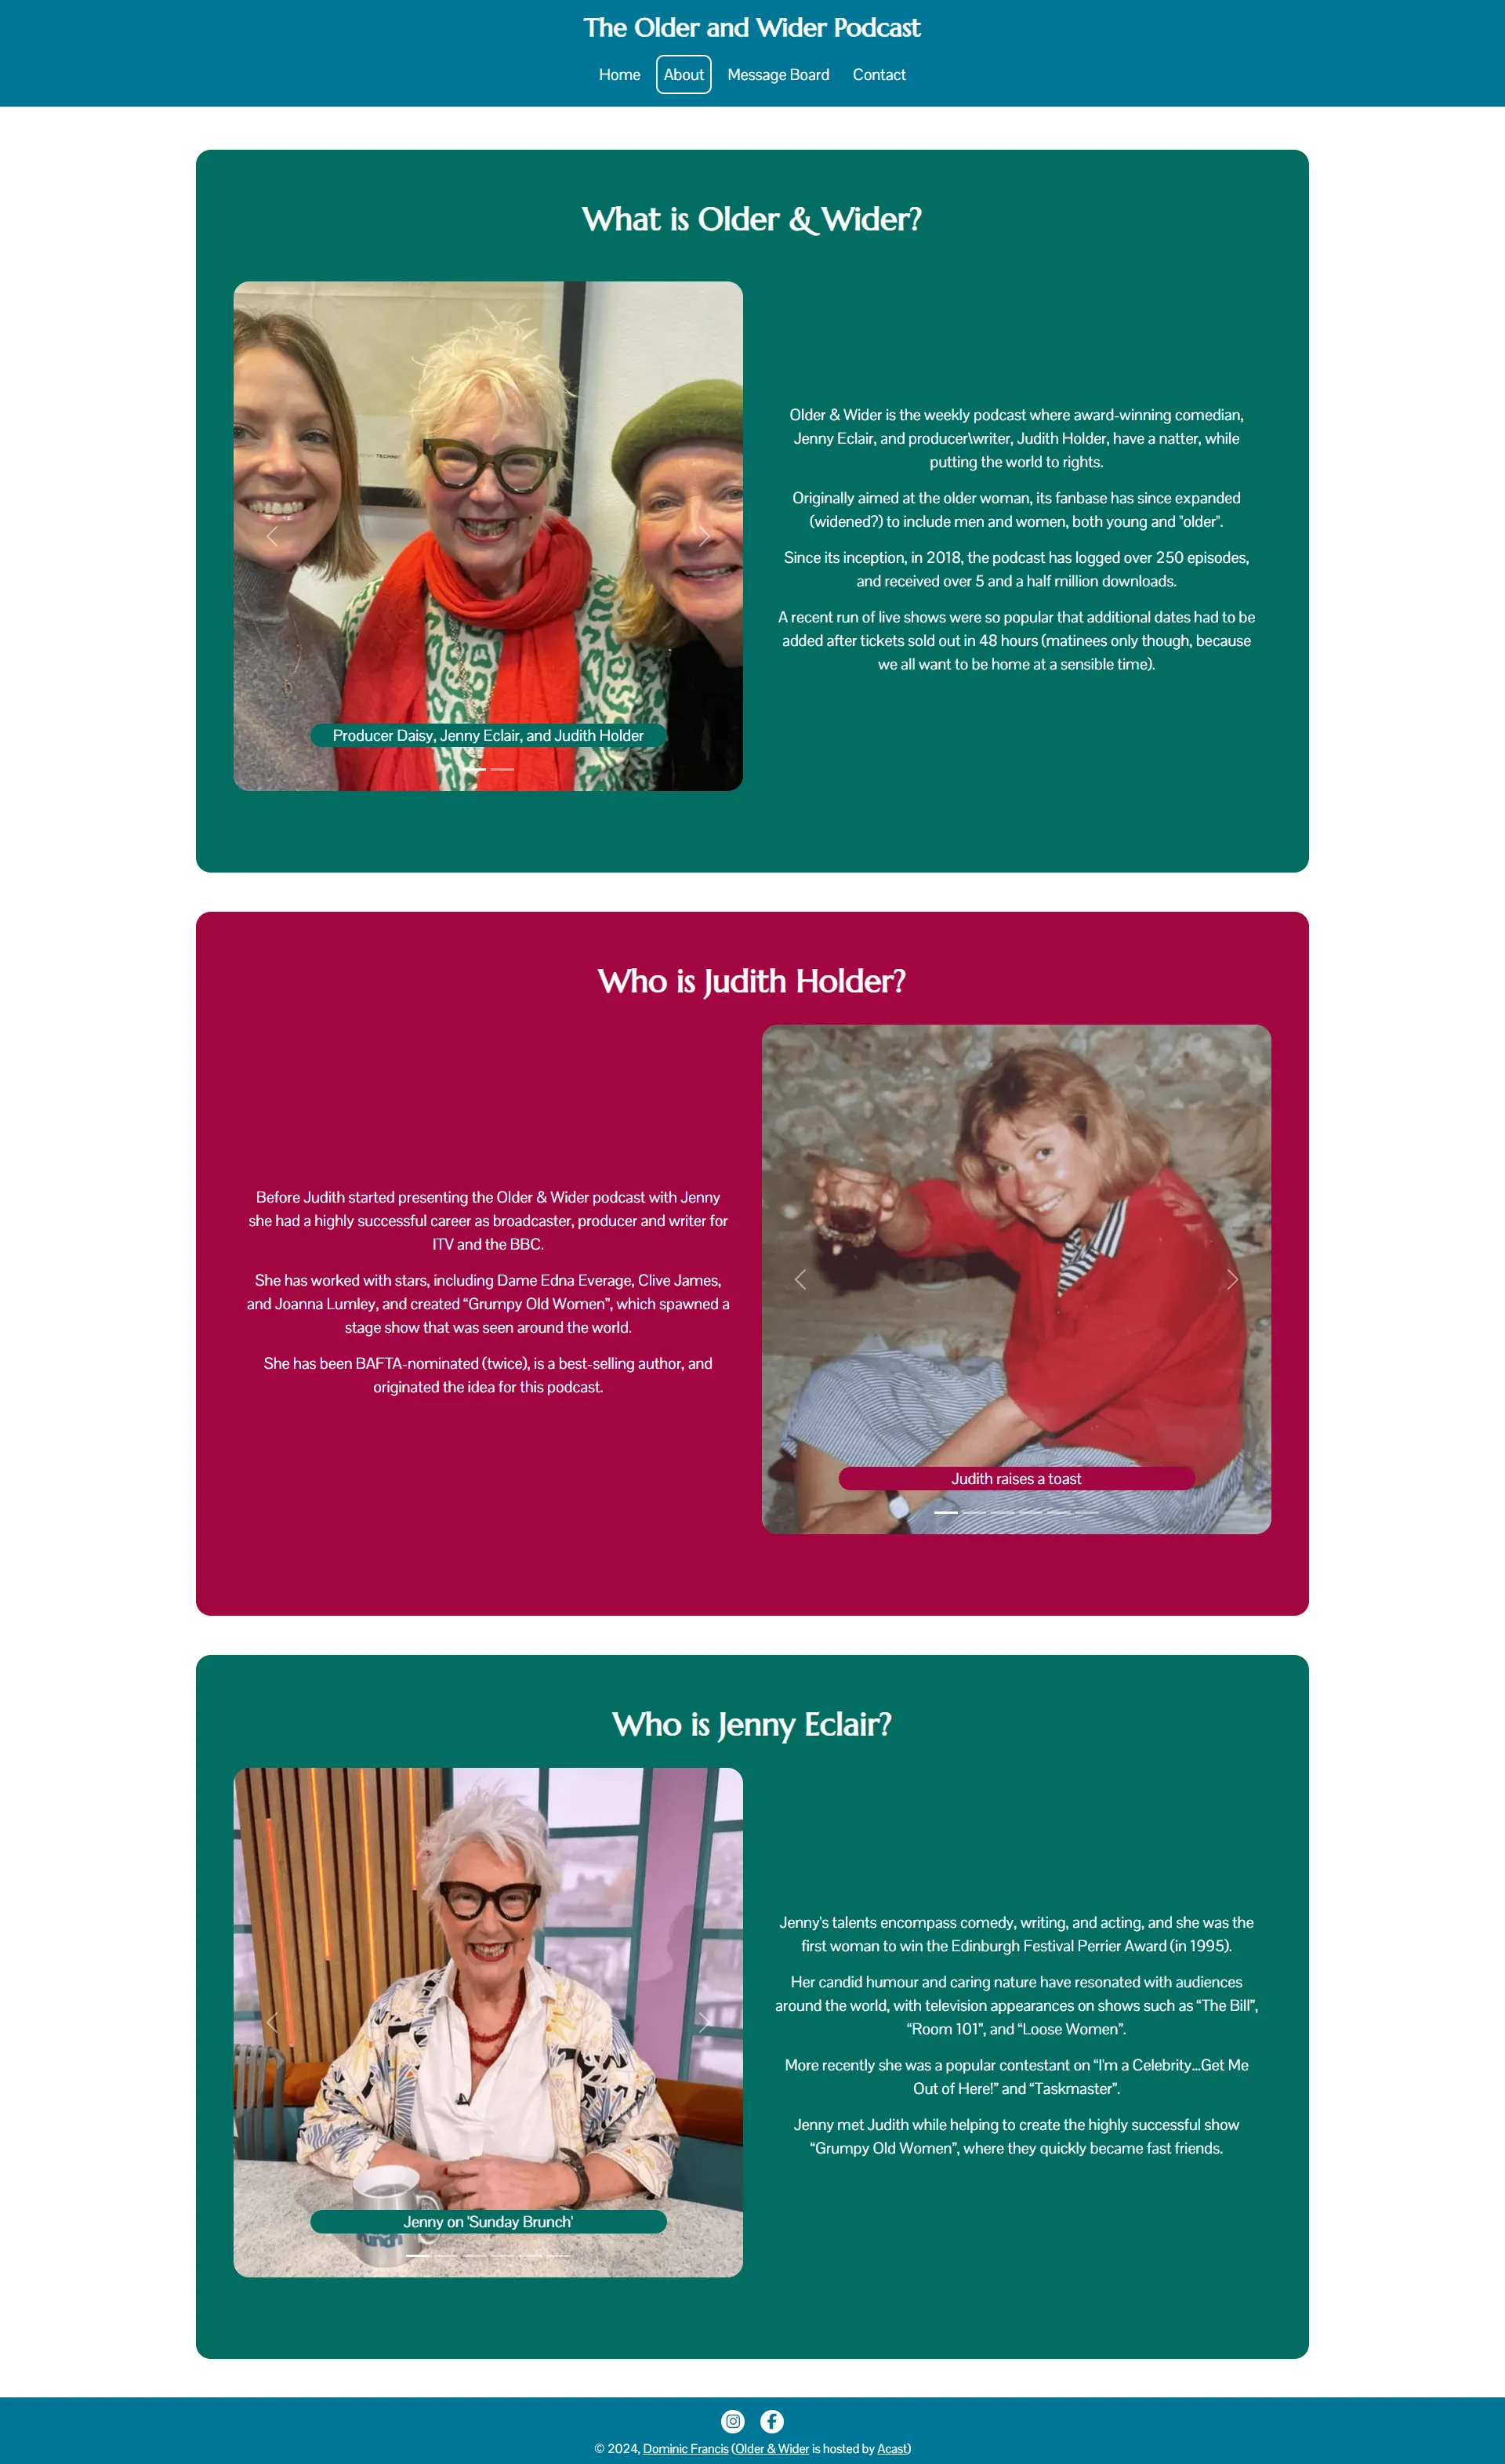 The Older and Wider Podcast
Home About Message Board Contact
What is Older & Wider?
TECHNIC
Older & Wider is the weekly podcast where award-winning comedian,
Jenny Eclair, and producer\writer, Judith Holder, have a natter, while
putting the world to rights.
Originally aimed at the older woman, its fanbase has since expanded
(widened?) to include men and women, both young and "older".
Since its inception, in 2018, the podcast has logged over 250 episodes,
and received over 5 and a half million downloads.
A recent run of live shows were so popular that additional dates had to be
added after tickets sold out in 48 hours (matinees only though, because
we all want to be home at a sensible time).
Producer Daisy, Jenny Eclair, and Judith Holder
Who is Judith Holder?
Before Judith started presenting the Older & Wider podcast with Jenny
she had a highly successful career as broadcaster, producer and writer for
ITV and the BBC.
She has worked with stars, including Dame Edna Everage, Clive James,
and Joanna Lumley, and created “Grumpy Old Women”, which spawned a
stage show that was seen around the world.
She has been BAFTA-nominated (twice), is a best-selling author, and
originated the idea for this podcast.
Judith raises a toast
Who is Jenny Eclair?
Jenny's talents encompass comedy, writing, and acting, and she was the
first woman to win the Edinburgh Festival Perrier Award (in 1995).
Her candid humour and caring nature have resonated with audiences
around the world, with television appearances on shows such as “The Bill”,
“Room 101”, and “Loose Women”.
More recently she was a popular contestant on “I'm a Celebrity...Get Me
Out of Here!” and “Taskmaster”.
Jenny met Judith while helping to create the highly successful show
“Grumpy Old Women”, where they quickly became fast friends.
Jenny on 'Sunday Brunch'
© 2024, Dominic Francis (Older & Wider is hosted by Acast)